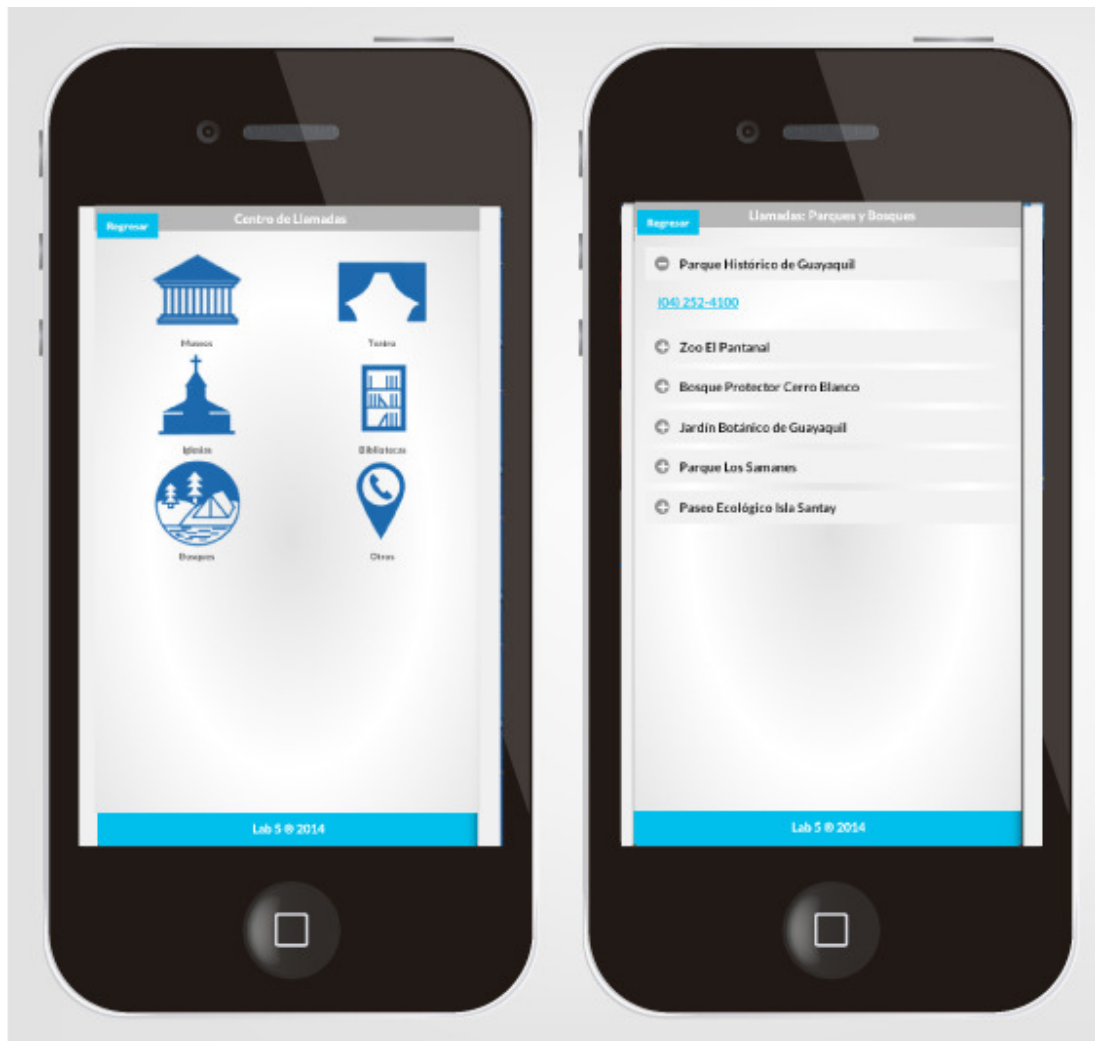 Centro de Llamadas
Regresar
Museos
Teatro
Iglesias
Bibliotecas
Bosques
Otros
Lab 5 ® 2014
Llamadas: Parques y Bosques
Regresar
Parque Histórico de Guayaquil
(04) 252-4100
Zoo El Pantanal
Bosque Protector Cerro Blanco
Jardín Botánico de Guayaquil
Parque Los Samanes
Paseo Ecológico Isla Santay
Lab 5 ® 2014